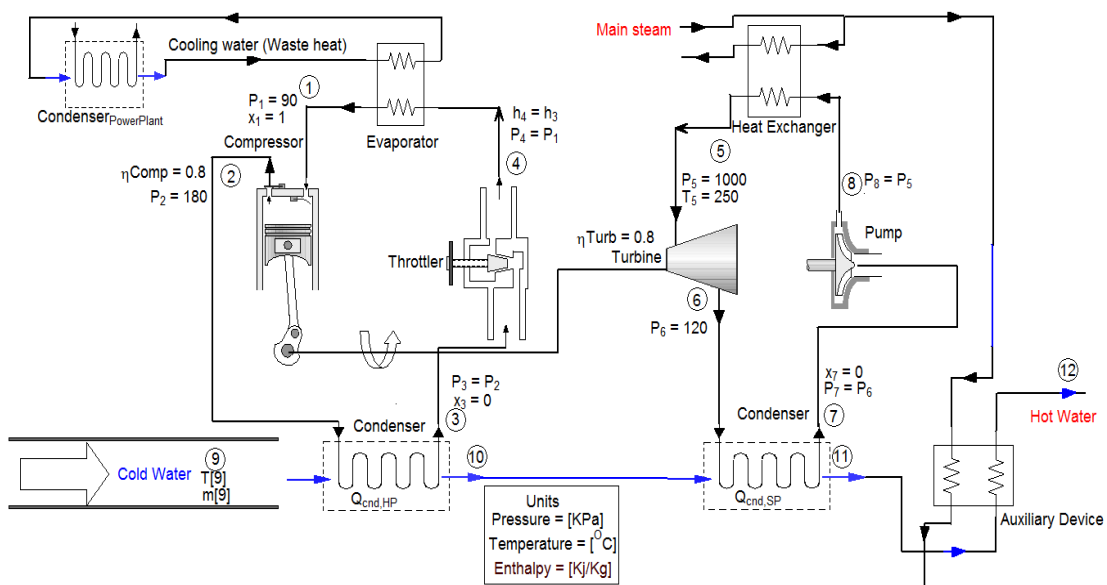 Main steam
Cooling water (Waste heat)
Condenser_PowerPlant
1
P1 = 90
x1 = 1
Compressor
Evaporator
h4 = h3
P4 = P1
4
Heat Exchanger
5
P5 = 1000
T5 = 250
8
P8 = P5
2
ηComp = 0.8
P2 = 180
Throttler
ηTurb = 0.8
Turbine
Pump
6
P6 = 120
P3 = P2
x3 = 0
3
x7 = 0
P7 = P6
7
12
Hot Water
Condenser
Condenser
Cold Water
9
T[9]
m[9]
10
11
Qcnd,HP
Qcnd,SP
Auxiliary Device
Units
Pressure = [KPa]
Temperature = [OC]
Enthalpy = [Kj/Kg]